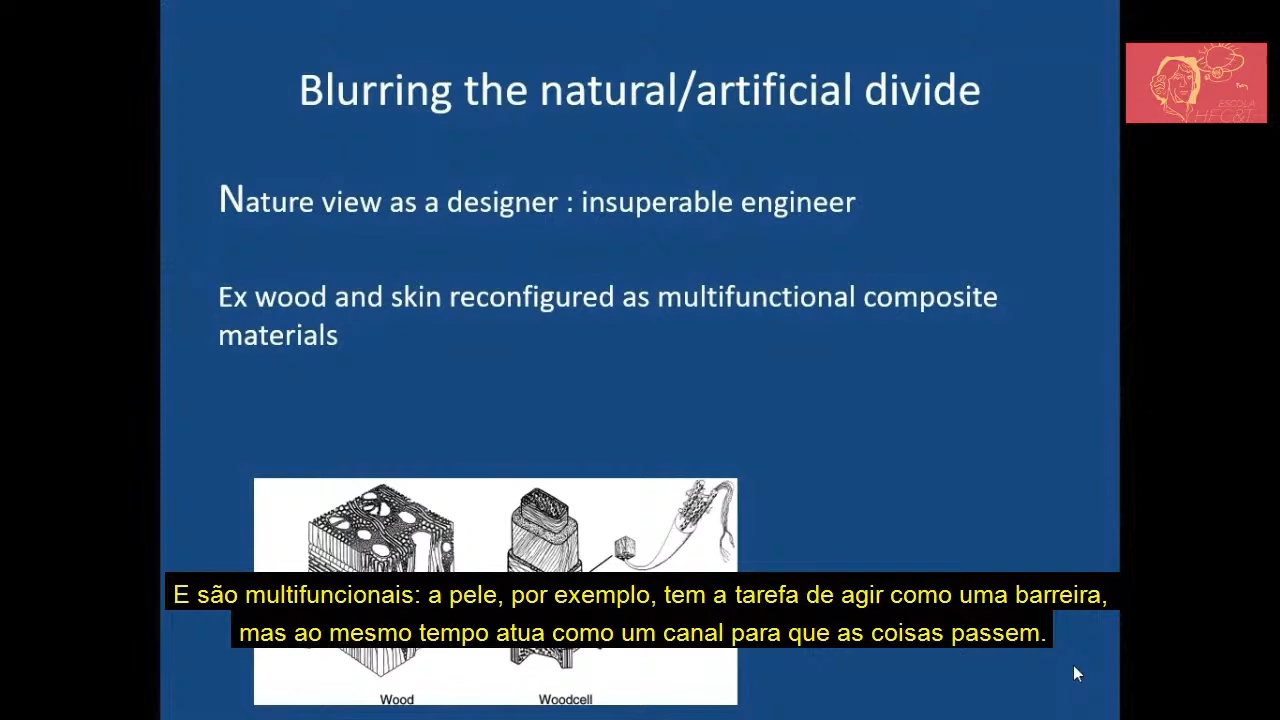 Blurring the natural/artificial divide
Nature view as a designer : insuperable engineer
Ex wood and skin reconfigured as multifunctional composite
materials
E são multifuncionais: a pele, por exemplo, tem a tarefa de agir como uma barreira,
mas ao mesmo tempo atua como um canal para que as coisas passem.
Wood
Woodcell
ESCOLA
HFC&T